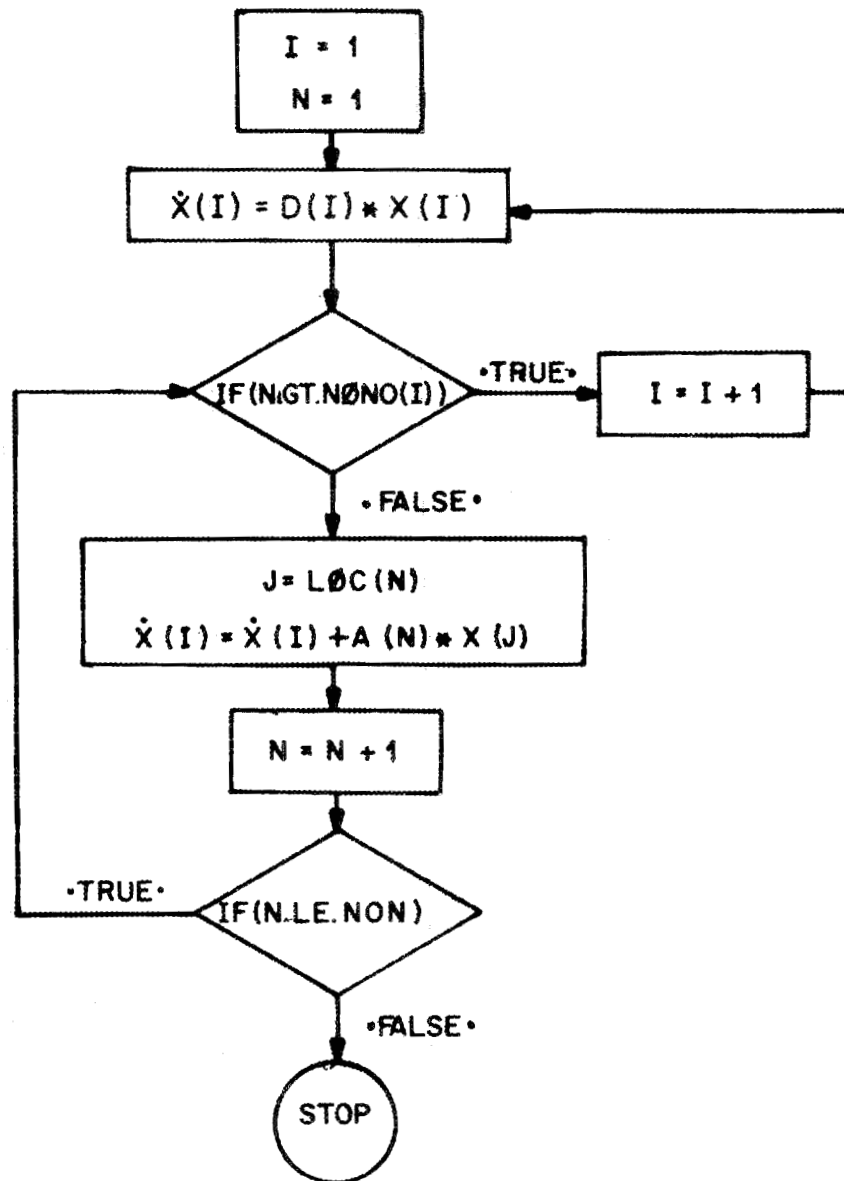 I = 1
N = 1
Ẋ(I) = D(I) * X(I)
IF(N.GT.NØNO(I))
•TRUE•
I = I + 1
•FALSE•
J = LØC(N)
Ẋ(I) = Ẋ(I) + A(N) * X(J)
N = N + 1
•TRUE•
IF(N.LE.NON)
•FALSE•
STOP